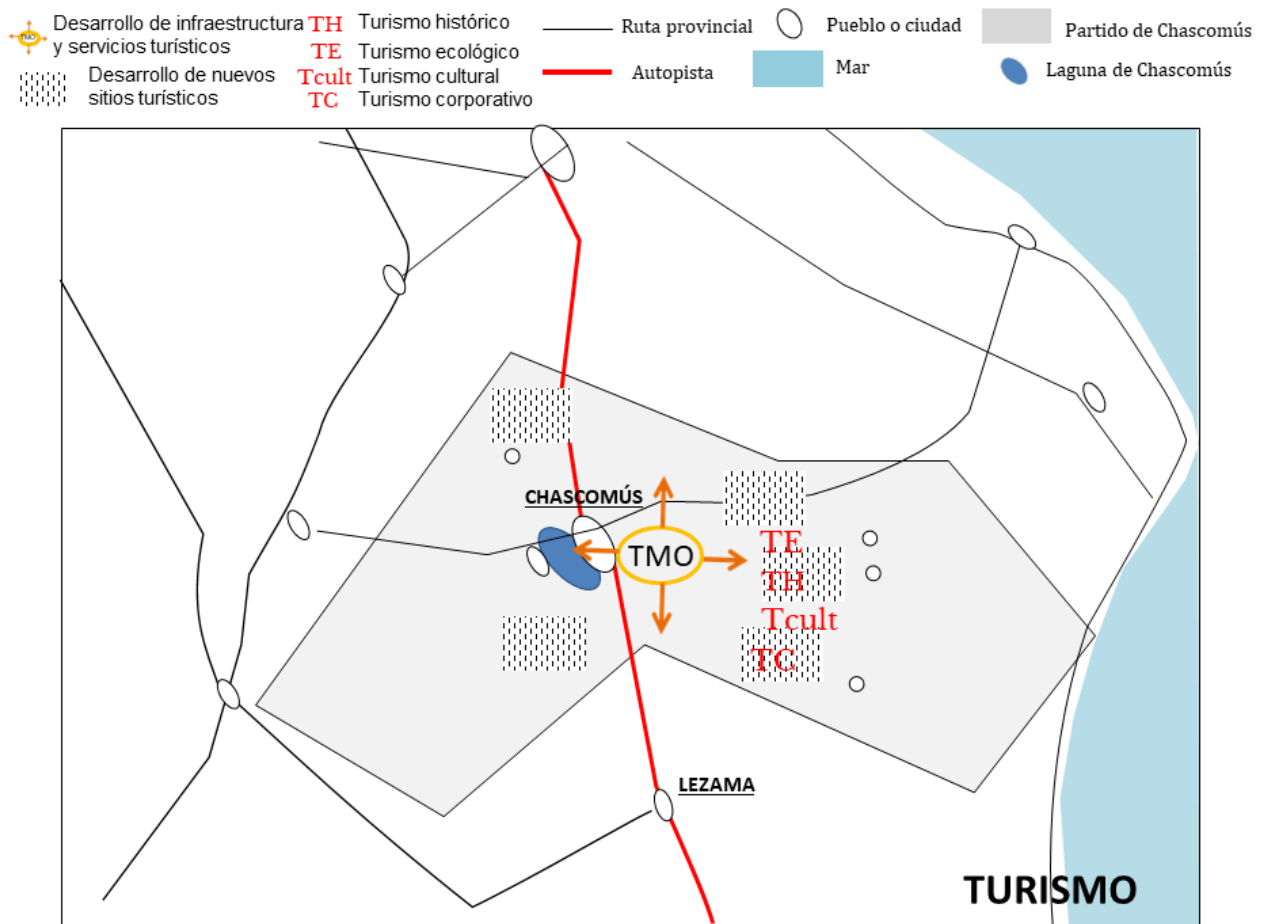 TMO
Desarrollo de infraestructura
y servicios turísticos
Desarrollo de nuevos
sitios turísticos
TH Turismo histórico
TE Turismo ecológico
Tcult Turismo cultural
TC Turismo corporativo
Ruta provincial
Autopista
Pueblo o ciudad
Mar
Partido de Chascomús
Laguna de Chascomús
CHASCOMÚS
TMO
TE
TH
Tcult
TC
LEZAMA
TURISMO